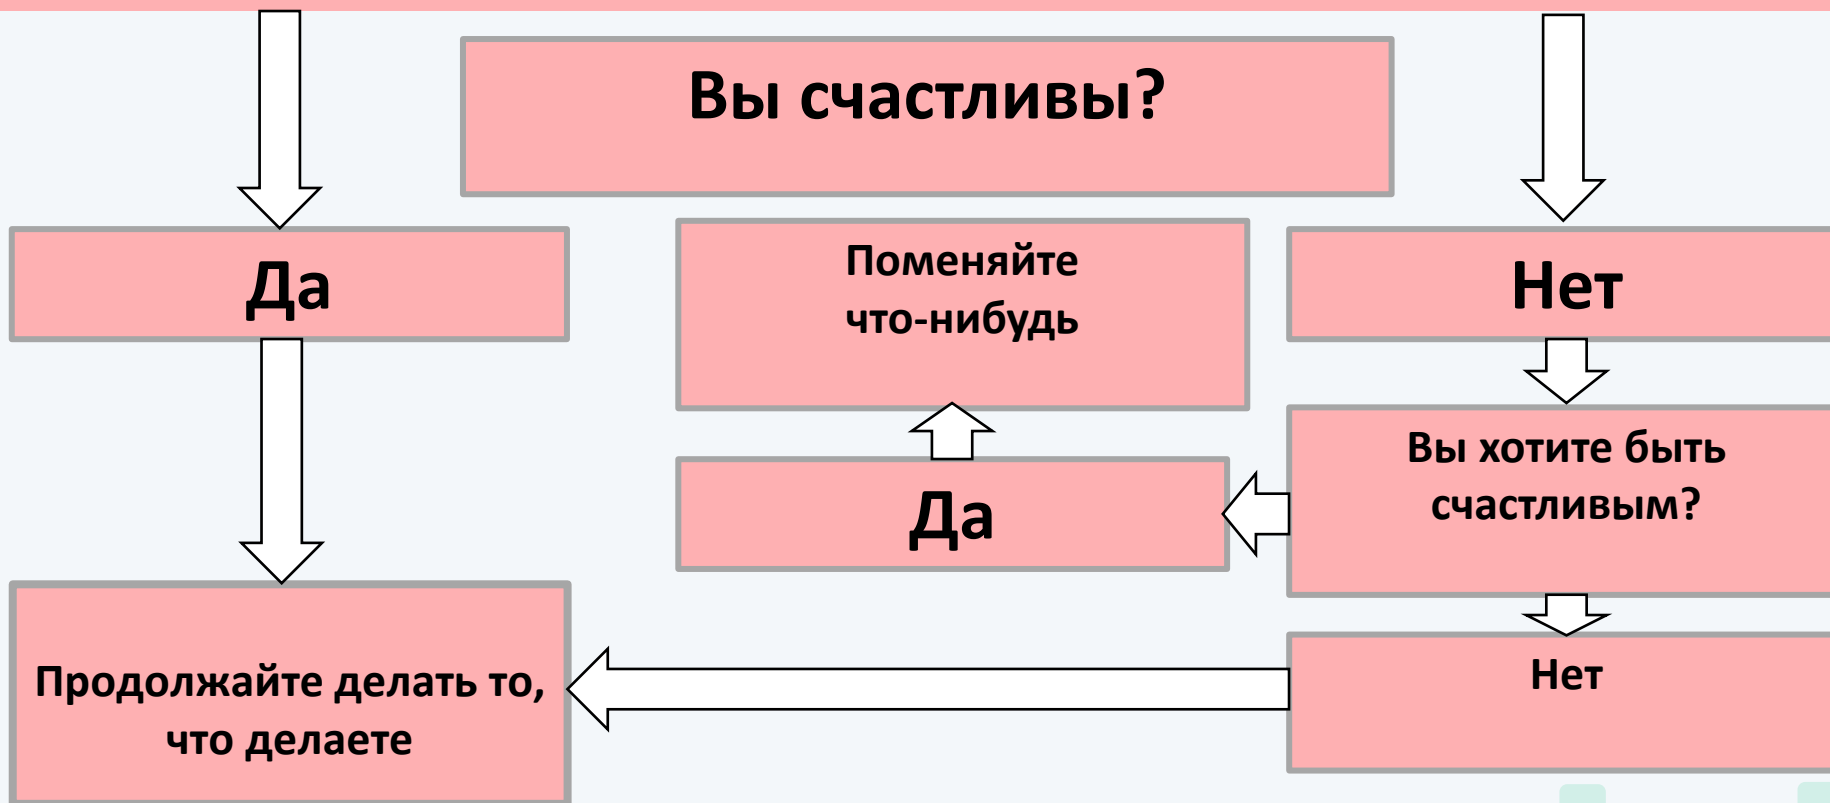 Вы счастливы?
Да
Поменяйте
что-нибудь
Нет
Вы хотите быть
счастливым?
Да
Нет
Продолжайте делать то,
что делаете